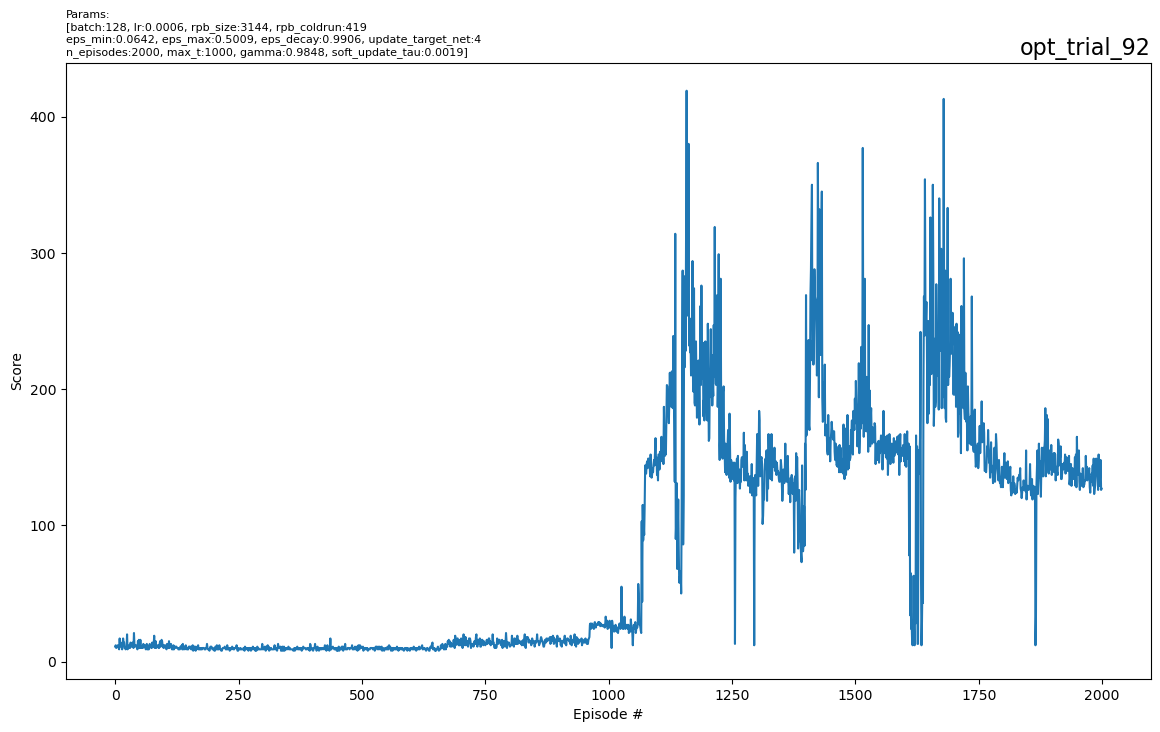 Params:
[batch:128, lr:0.0006, rpb_size:3144, rpb_coldrun:419
eps_min:0.0642, eps_max:0.5009, eps_decay:0.9906, update_target_net:4
n_episodes:2000, max_t:1000, gamma:0.9848, soft_update_tau:0.0019]
opt_trial_92
400
300
200
100
0
Score
0 250 500 750 1000 1250 1500 1750 2000
Episode #